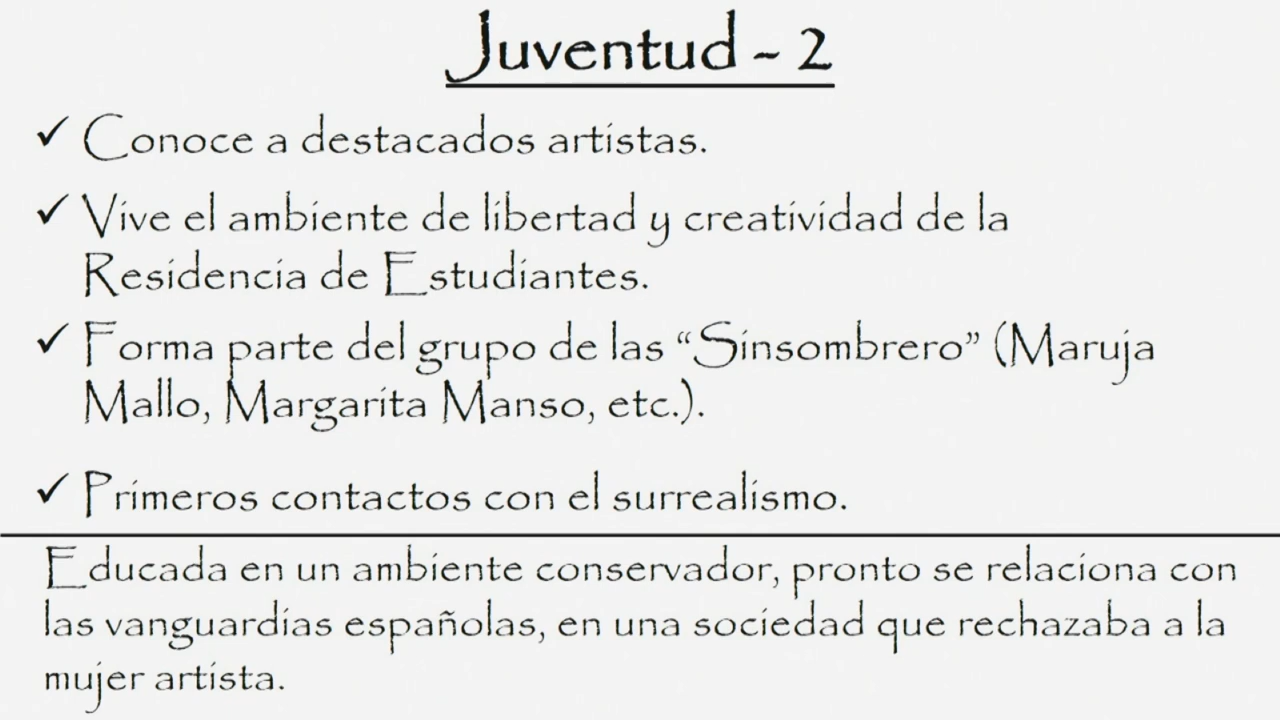 Juventud - 2
✓ Conoce a destacados artistas.
✓ Vive el ambiente de libertad y creatividad de la
Residencia de Estudiantes.
✓ Forma parte del grupo de las “Sinsombrero” (Maruja
Mallo, Margarita Manso, etc.).
✓ Primeros contactos con el surrealismo.
Educada en un ambiente conservador, pronto se relaciona con
las vanguardias españolas, en una sociedad que rechazaba a la
mujer artista.